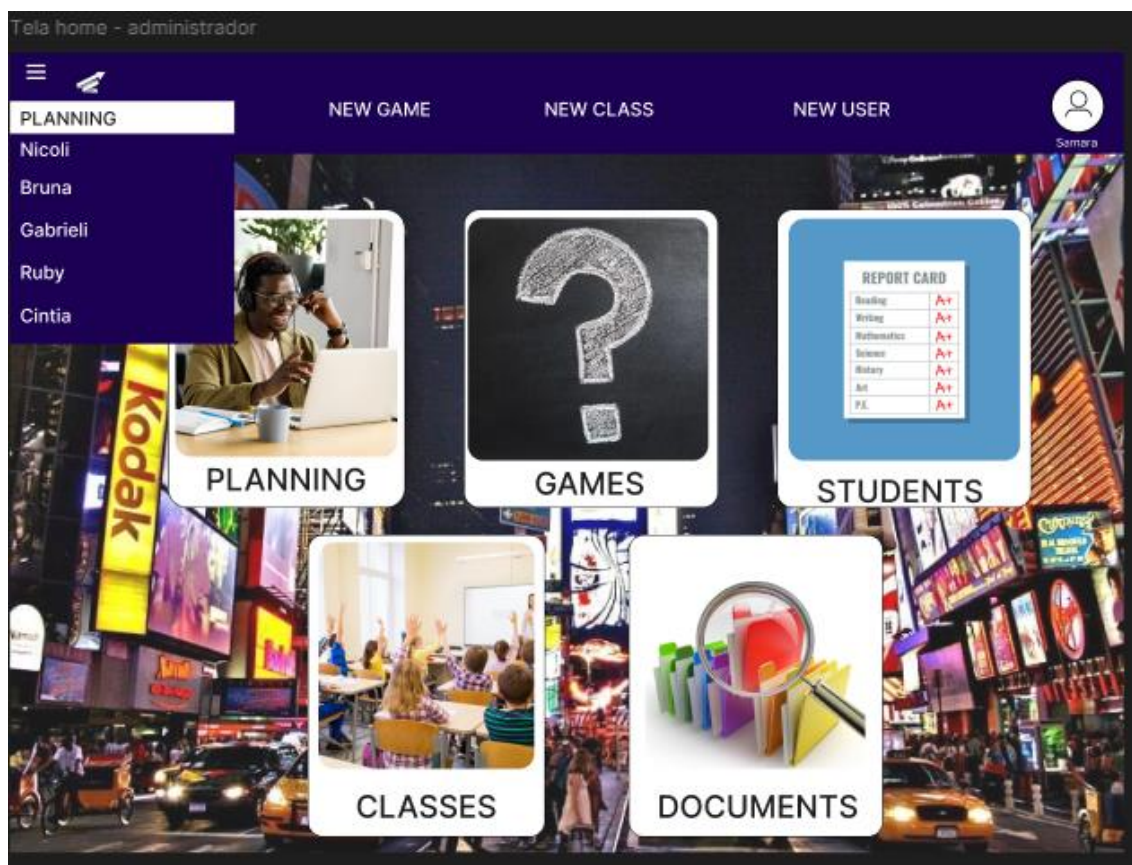 Tela home - administrador
NEW GAME NEW CLASS NEW USER
Samara
PLANNING
Nicoli
Bruna
Gabrieli
Ruby
Cintia
REPORT CARD
Reading A+
Writing A+
Mathematics A+
Science A+
History A+
Art A+
P.E. A+
Kodak
PLANNING
GAMES
STUDENTS
CLASSES
DOCUMENTS